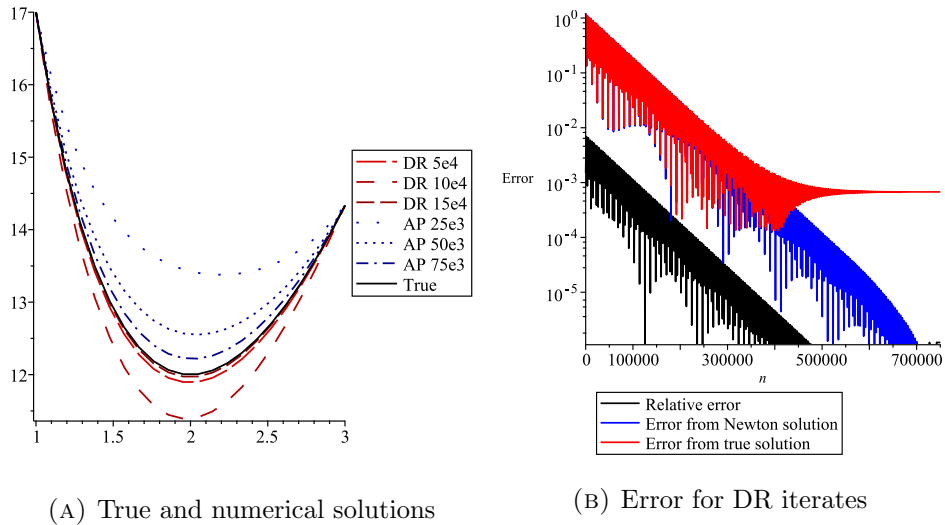 17
16
15
14
13
12
1
1.5
2
2.5
3
DR 5e4
DR 10e4
DR 15e4
AP 25e3
AP 50e3
AP 75e3
True
(A) True and numerical solutions
10^0
10^-1
10^-2
10^-3
10^-4
10^-5
Error
0
100000
300000
500000
700000
n
Relative error
Error from Newton solution
Error from true solution
(B) Error for DR iterates